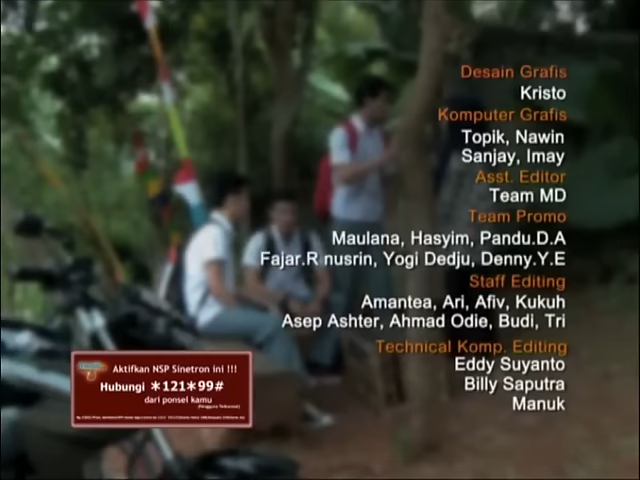 Desain Grafis
Kristo
Komputer Grafis
Topik, Nawin
Sanjay, Imay
Asst. Editor
Team MD
Team Promo
Maulana, Hasyim, Pandu.D.A
Fajar.R nusrin, Yogi Dedju, Denny.Y.E
Staff Editing
Amantea, Ari, Afiv, Kukuh
Asep Ashter, Ahmad Odie, Budi, Tri
Technical Komp. Editing
Eddy Suyanto
Billy Saputra
Manuk
Aktifkan NSP Sinetron ini !!!
Hubungi *121*99#
dari ponsel kamu